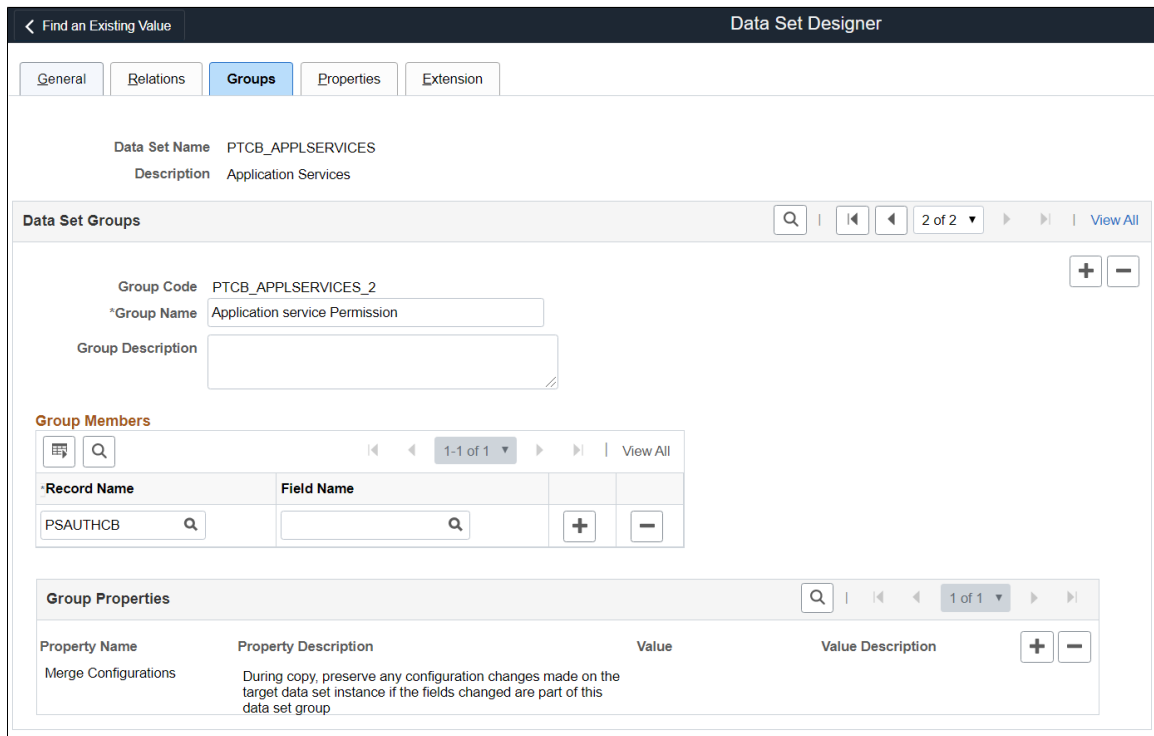 Find an Existing Value
Data Set Designer
General Relations Groups Properties Extension
Data Set Name PTCB_APPLSERVICES
Description Application Services
Data Set Groups
2 of 2
View All
Group Code PTCB_APPLSERVICES_2
*Group Name Application service Permission
Group Description
Group Members
1-1 of 1
View All
*Record Name Field Name
PSAUTHCB
Group Properties
1 of 1
Property Name Property Description Value Value Description
Merge Configurations During copy, preserve any configuration changes made on the
target data set instance if the fields changed are part of this
data set group